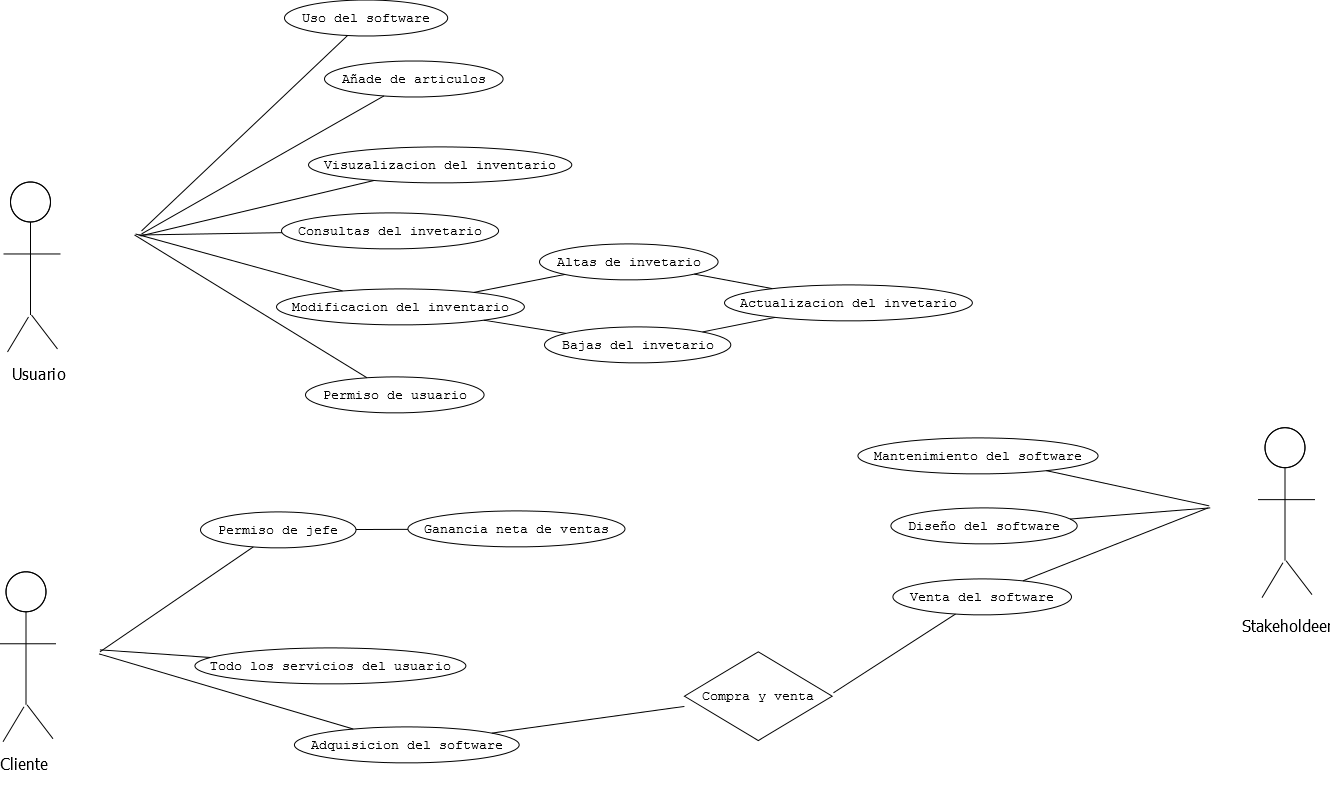 Uso del software
Añade de articulos
Visuzalizacion del inventario
Consultas del invetario
Altas de invetario
Modificacion del inventario
Actualizacion del invetario
Bajas del invetario
Usuario
Permiso de usuario
Mantenimiento del software
Permiso de jefe
Ganancia neta de ventas
Diseño del software
Venta del software
Stakeholdeer
Todo los servicios del usuario
Compra y venta
Adquisicion del software
Cliente